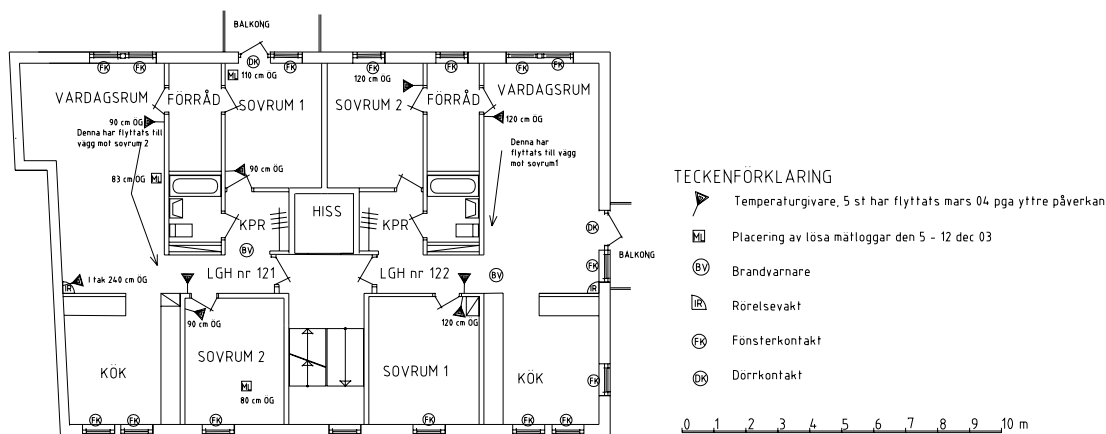 BALKONG
DK
FK
FK
FK
FK
FK
FK
FK
ML
110 cm ÖG
120 cm ÖG
VARDAGSRUM
FÖRRÅD
SOVRUM 1
SOVRUM 2
FÖRRÅD
VARDAGSRUM
90 cm ÖG
Denna har flyttats till
vägg mot sovrum 2
120 cm ÖG
Denna har
flyttats till vägg
mot sovrum1
83 cm ÖG
ML
90 cm ÖG
KPR
HISS
KPR
DK
BALKONG
BV
LGH nr 121
LGH nr 122
BV
FK
I tak 240 cm ÖG
IR
IR
90 cm ÖG
120 cm ÖG
KÖK
SOVRUM 2
SOVRUM 1
KÖK
FK
ML
80 cm ÖG
FK
FK
FK
FK
FK
FK
TECKENFÖRKLARING
Temperaturgivare, 5 st har flyttats mars 04 pga yttre påverkan
ML Placering av lösa mätloggar den 5 - 12 dec 03
BV Brandvarnare
IR Rörelsevakt
FK Fönsterkontakt
DK Dörrkontakt
0 1 2 3 4 5 6 7 8 9 10 m